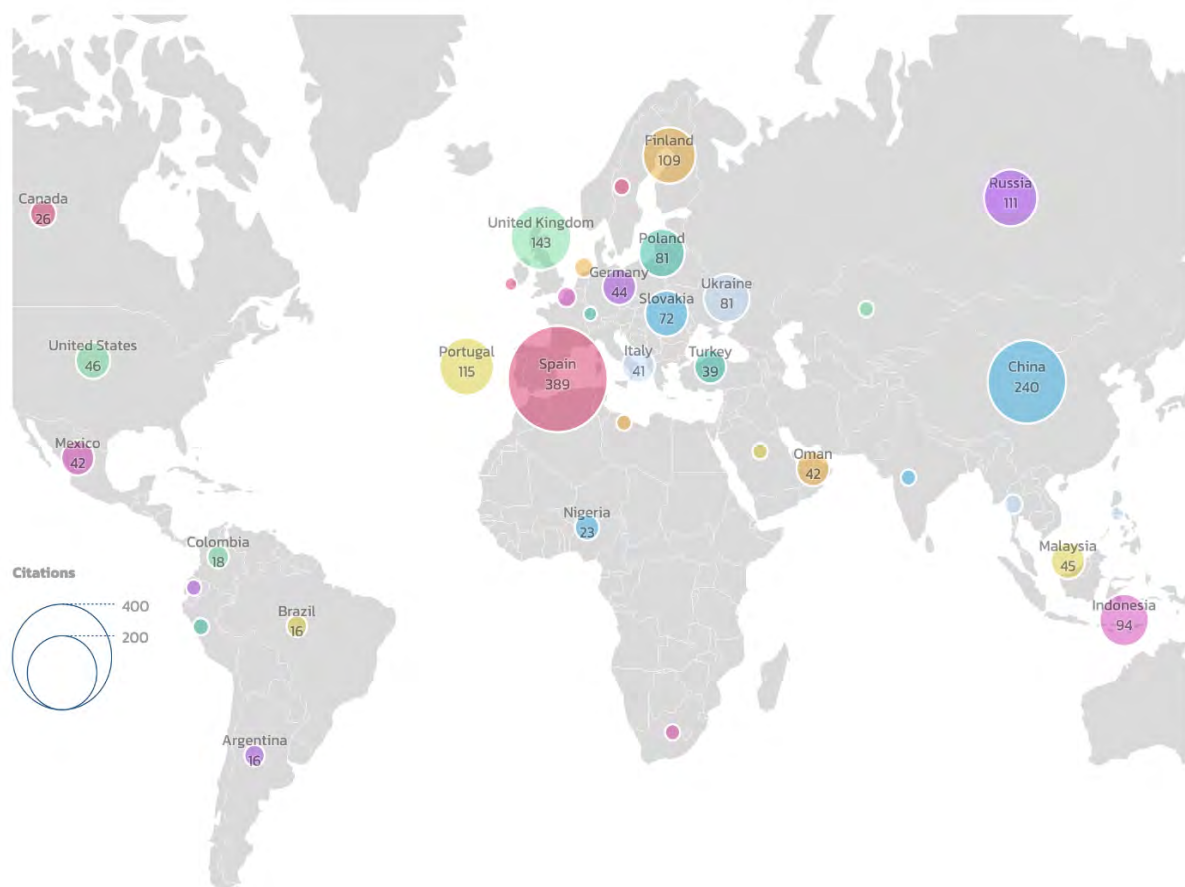 Finland
109
Russia
111
Canada
26
United Kingdom
143
Poland
81
Germany
44
Ukraine
81
Slovakia
72
United States
46
Portugal
115
Spain
389
Italy
41
Turkey
39
China
240
Mexico
42
Oman
42
Nigeria
23
Colombia
18
Malaysia
45
Citations
400
200
Brazil
16
Indonesia
94
Argentina
16